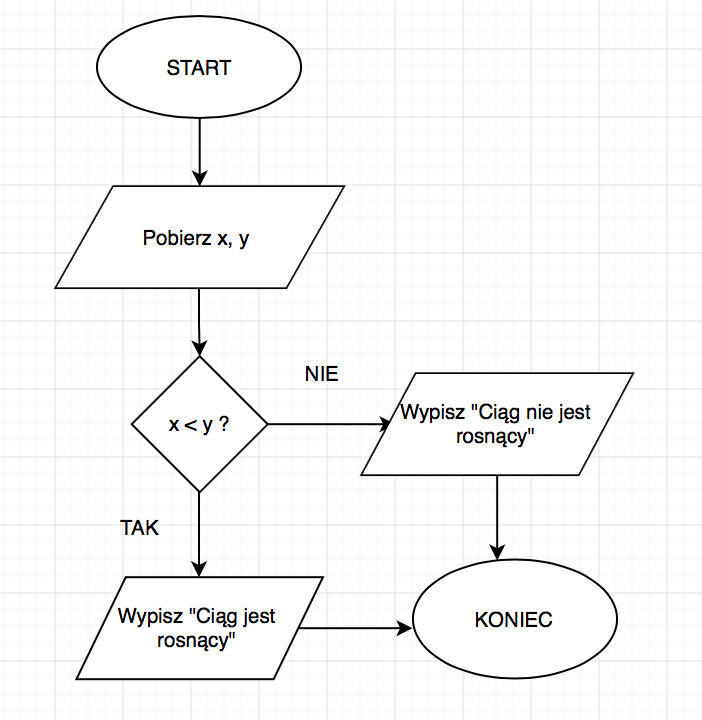 START
Pobierz x, y
NIE
x < y ?
Wypisz "Ciąg nie jest
rosnący"
TAK
Wypisz "Ciąg jest
rosnący"
KONIEC